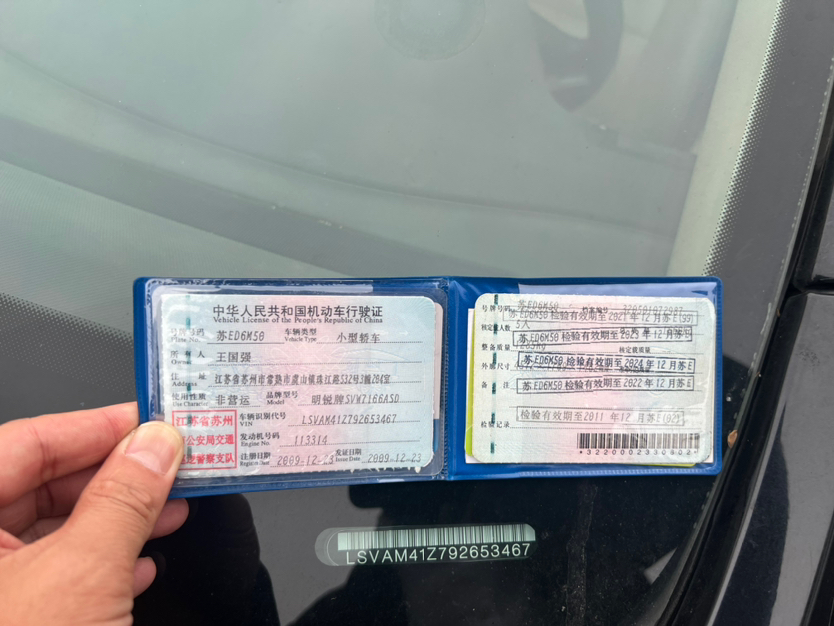 中华人民共和国机动车行驶证
Vehicle License of the People's Republic of China
号牌号码 苏ED6M50 车辆类型 小型轿车
Plate No. Vehicle Type
所有人 王国强
Owner
住址 江苏省苏州市常熟市虞山镇珠江路532号3幢204室
Address
使用性质 非营运 品牌型号 明锐牌SVW7166ASD
Use Character Model
江苏省苏州 车辆识别代号 LSVAM41Z792653467
VIN
公安局交通 发动机号码 113314
Engine No.
警察支队 注册日期 2009-12-23 发证日期 2009-12-23
Register Date Issue Date
号牌号码 苏ED6M50
苏ED6M50 检验有效期至2021年12月苏E
核定载人数 5人
苏ED6M50 检验有效期至2023年12月苏E
整备质量 核定载质量
外廓尺寸 苏ED6M50 检验有效期至2024年12月苏E
备注 苏ED6M50 检验有效期至2022年12月苏E
检验记录 检验有效期至2011年12月苏E(02)
*3220002330802*
LSVAM41Z792653467